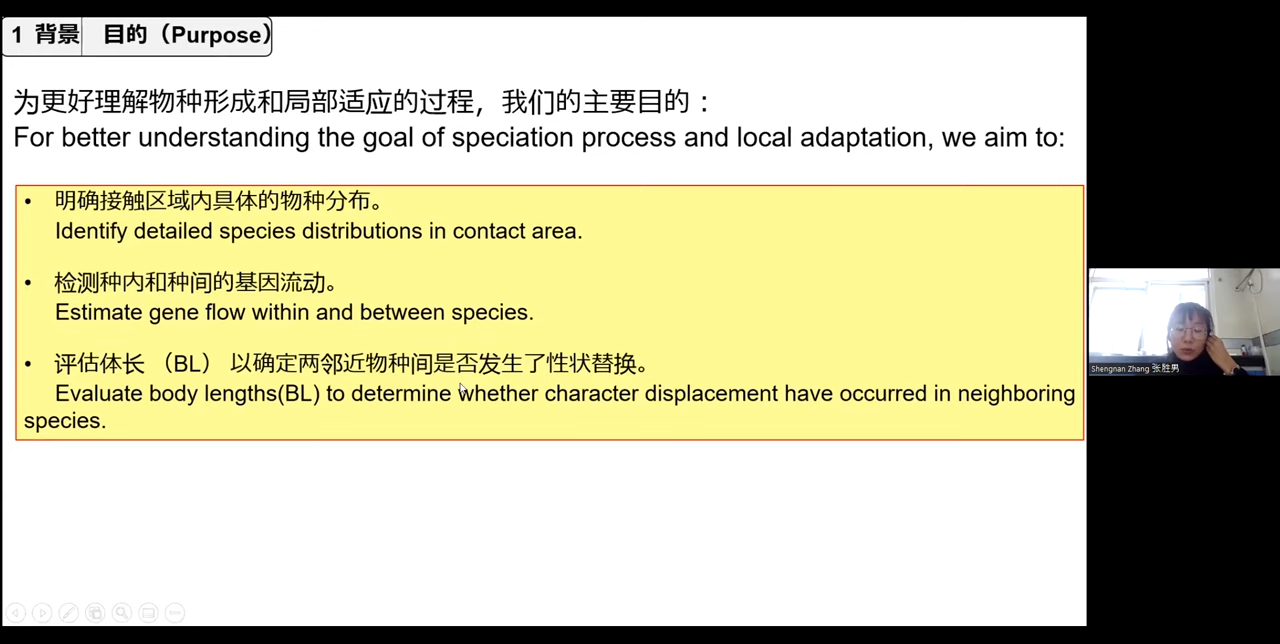 1 背景 目的（Purpose）
为更好理解物种形成和局部适应的过程，我们的主要目的：
For better understanding the goal of speciation process and local adaptation, we aim to:
• 明确接触区域内具体的物种分布。
Identify detailed species distributions in contact area.
• 检测种内和种间的基因流动。
Estimate gene flow within and between species.
• 评估体长 （BL） 以确定两邻近物种间是否发生了性状替换。
Evaluate body lengths(BL) to determine whether character displacement have occurred in neighboring
species.
Shengnan Zhang 张胜男